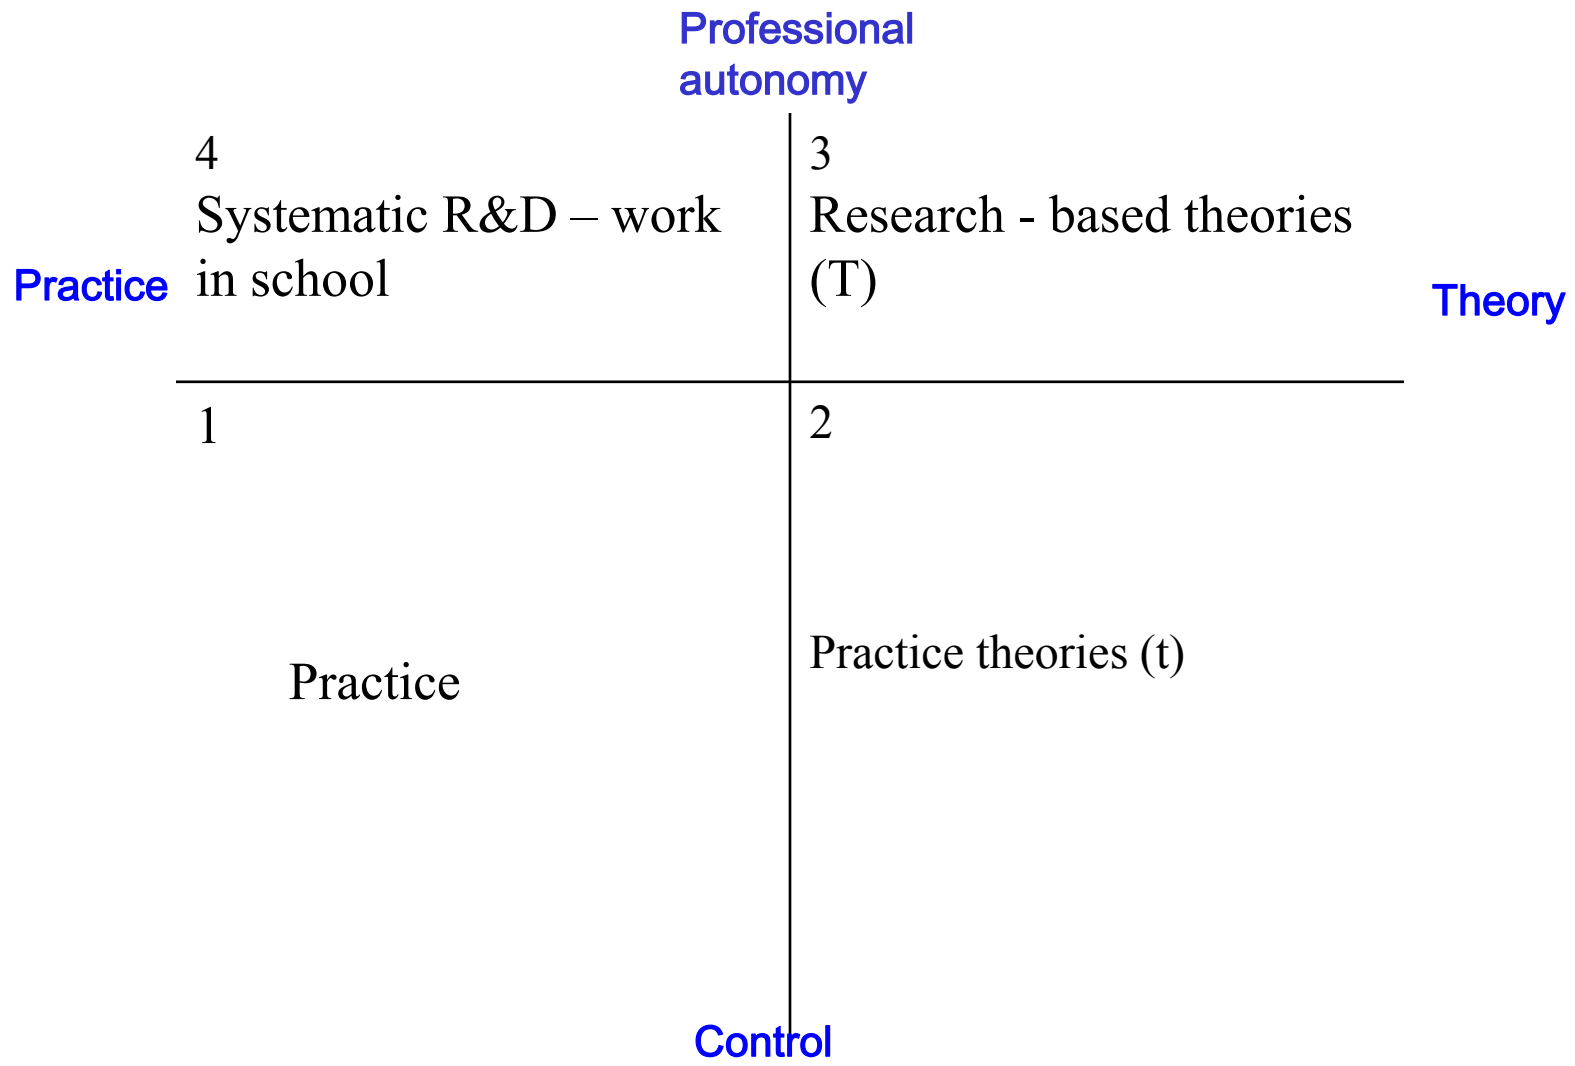 Professional
autonomy
4
Systematic R&D – work
in school
3
Research - based theories
(T)
Practice
Theory
1
Practice
2
Practice theories (t)
Control